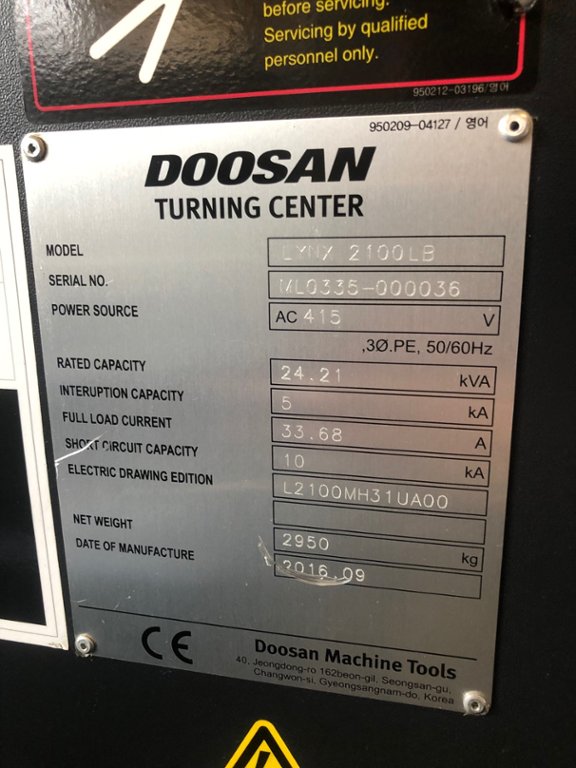 before servicing.
Servicing by qualified
personnel only.
950212-03196/영어
950209-04127 / 영어
DOOSAN
TURNING CENTER
MODEL LYNX 2100LB
SERIAL NO. ML0335-000036
POWER SOURCE AC 415 V
,3Ø.PE, 50/60Hz
RATED CAPACITY 24.21 kVA
INTERUPTION CAPACITY 5 kA
FULL LOAD CURRENT 33.68 A
SHORT CIRCUIT CAPACITY 10 kA
ELECTRIC DRAWING EDITION L2100MH31UA00
NET WEIGHT 2950 kg
DATE OF MANUFACTURE 2016.09
CE Doosan Machine Tools
40, Jeongdong-ro 162beon-gil, Seongsan-gu,
Changwon-si, Gyeongsangnam-do, Korea